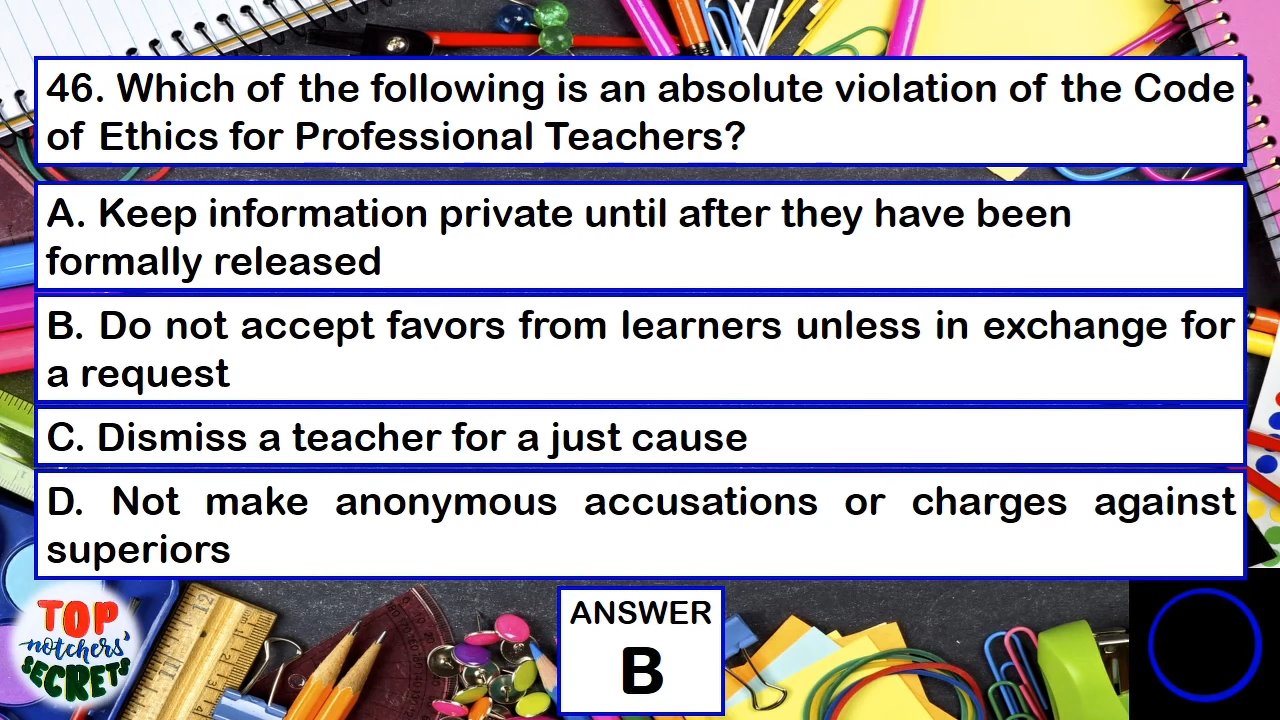 46. Which of the following is an absolute violation of the Code
of Ethics for Professional Teachers?
A. Keep information private until after they have been
formally released
B. Do not accept favors from learners unless in exchange for
a request
C. Dismiss a teacher for a just cause
D. Not make anonymous accusations or charges against
superiors
TOP
notchers'
SECRETS
ANSWER
B
12
11